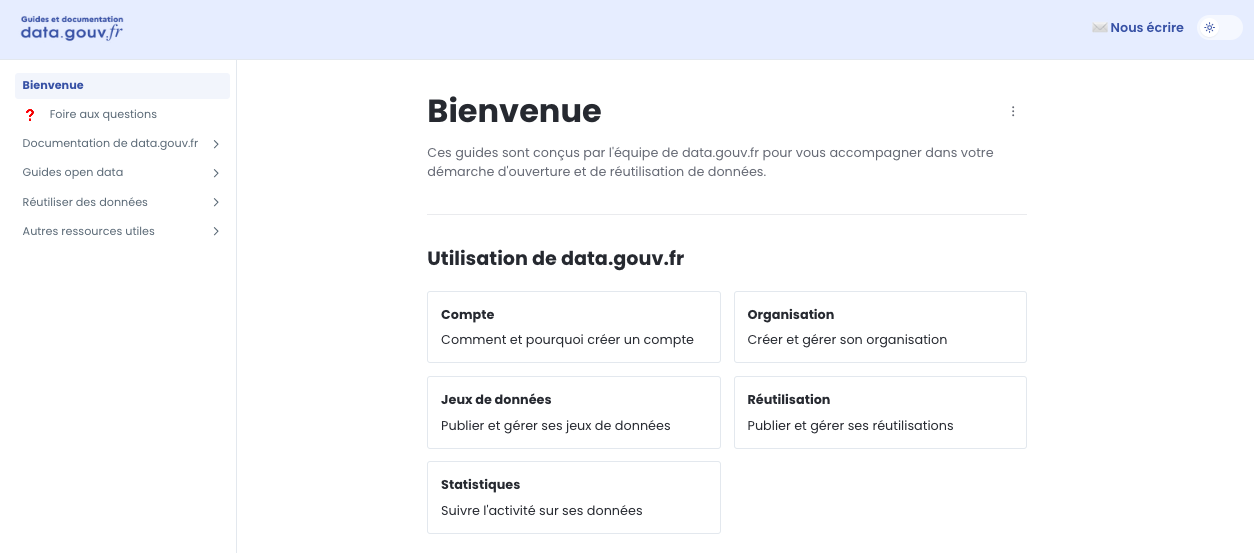 Guides et documentation
data.gouv.fr
✉️ Nous écrire
Bienvenue
❓ Foire aux questions
Documentation de data.gouv.fr
Guides open data
Réutiliser des données
Autres ressources utiles
Bienvenue
Ces guides sont conçus par l'équipe de data.gouv.fr pour vous accompagner dans votre
démarche d'ouverture et de réutilisation de données.
Utilisation de data.gouv.fr
Compte
Comment et pourquoi créer un compte
Organisation
Créer et gérer son organisation
Jeux de données
Publier et gérer ses jeux de données
Réutilisation
Publier et gérer ses réutilisations
Statistiques
Suivre l'activité sur ses données